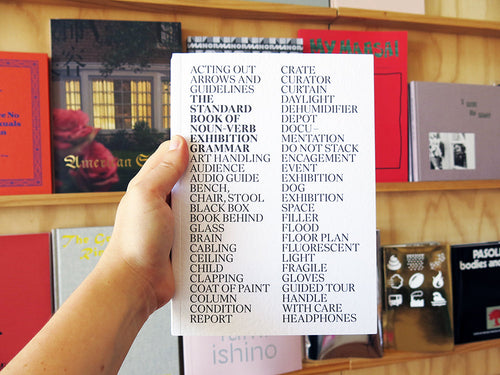 ACTING OUT
ARROWS AND
GUIDELINES
THE
STANDARD
BOOK OF
NOUN-VERB
EXHIBITION
GRAMMAR
ART HANDLING
AUDIENCE
AUDIO GUIDE
BENCH,
CHAIR, STOOL
BLACK BOX
BOOK BEHIND
GLASS
BRAIN
CABLING
CEILING
CHILD
CLAPPING
COAT OF PAINT
COLUMN
CONDITION
REPORT
CRATE
CURATOR
CURTAIN
DAYLIGHT
DEHUMIDIFIER
DEPOT
DOCU-
MENTATION
DO NOT STACK
ENCAGEMENT
EVENT
EXHIBITION
DOG
EXHIBITION
SPACE
FILLER
FLOOD
FLOOR PLAN
FLUORESCENT
LIGHT
FRAGILE
GLOVES
GUIDED TOUR
HANDLE
WITH CARE
HEADPHONES
ishino
PASOL
bodies and